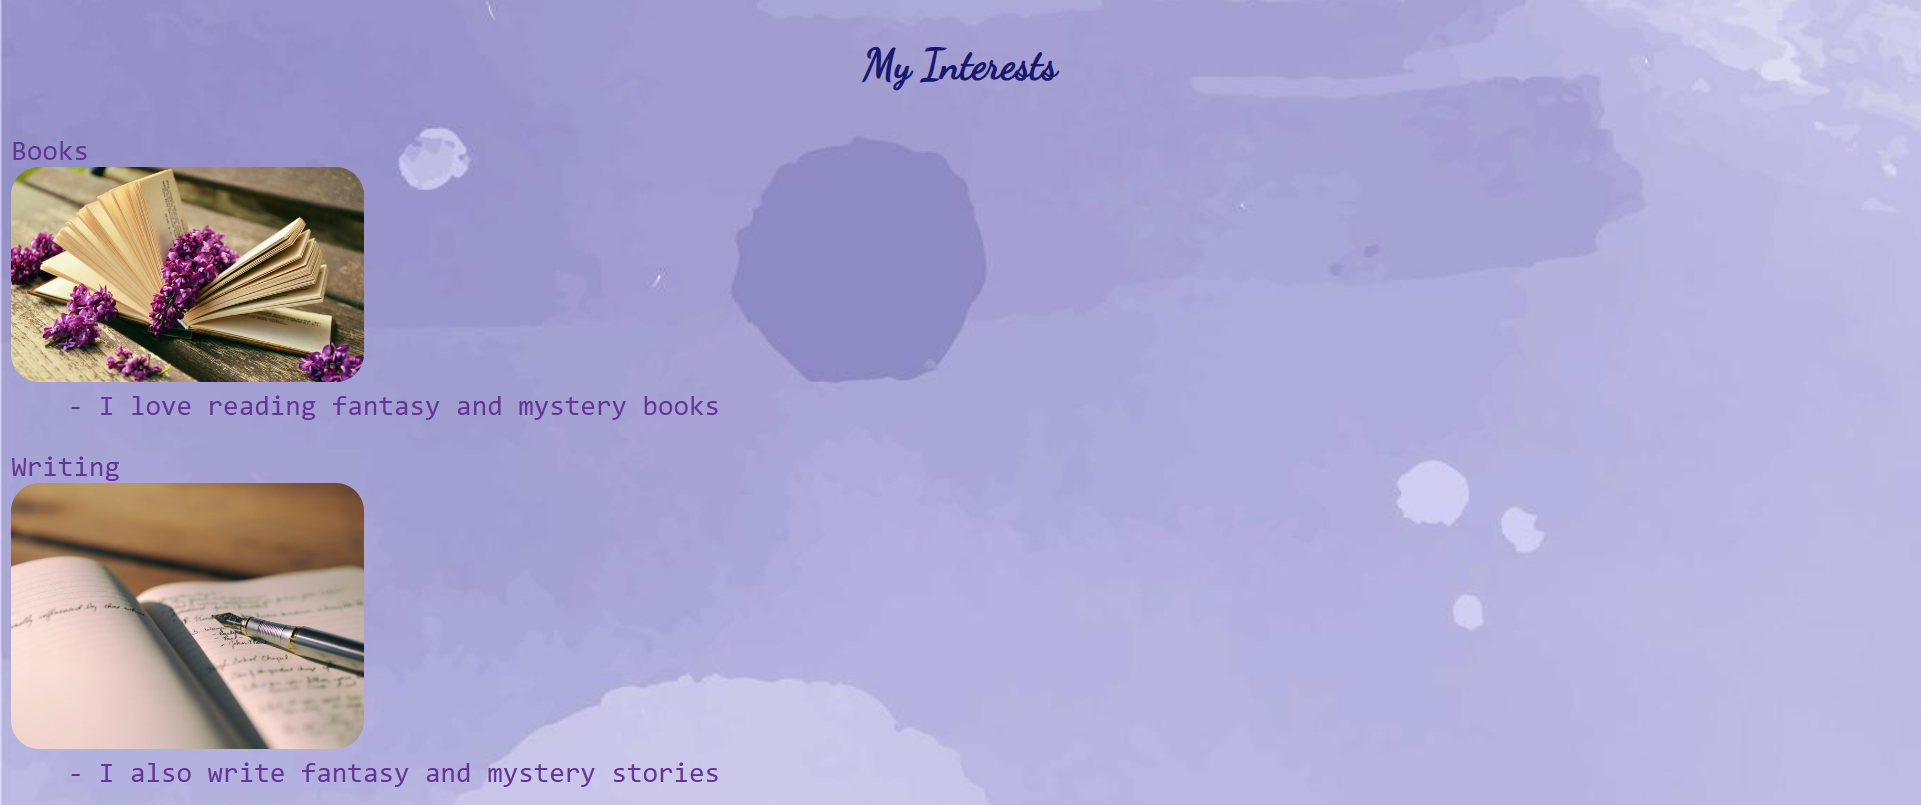 My Interests
Books
- I love reading fantasy and mystery books
Writing
- I also write fantasy and mystery stories